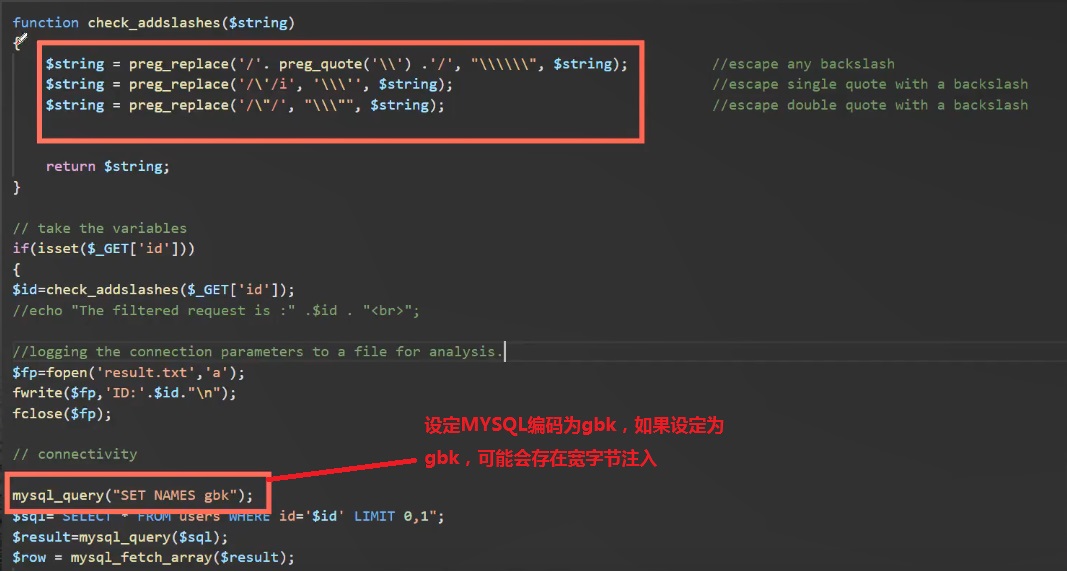 function check_addslashes($string)
{
$string = preg_replace('/'. preg_quote('\\') .'/', "\\\\\\", $string); //escape any backslash
$string = preg_replace('/\'/i', '\\\'', $string); //escape single quote with a backslash
$string = preg_replace('/\"/', "\\\"", $string); //escape double quote with a backslash
return $string;
}
// take the variables
if(isset($_GET['id']))
{
$id=check_addslashes($_GET['id']);
//echo "The filtered request is :" .$id . "<br>";
//logging the connection parameters to a file for analysis.
$fp=fopen('result.txt','a');
fwrite($fp,'ID:'.$id."\n");
fclose($fp);
设定MYSQL编码为gbk，如果设定为
gbk，可能会存在宽字节注入
// connectivity
mysql_query("SET NAMES gbk");
$sql="SELECT * FROM users WHERE id='$id' LIMIT 0,1";
$result=mysql_query($sql);
$row = mysql_fetch_array($result);